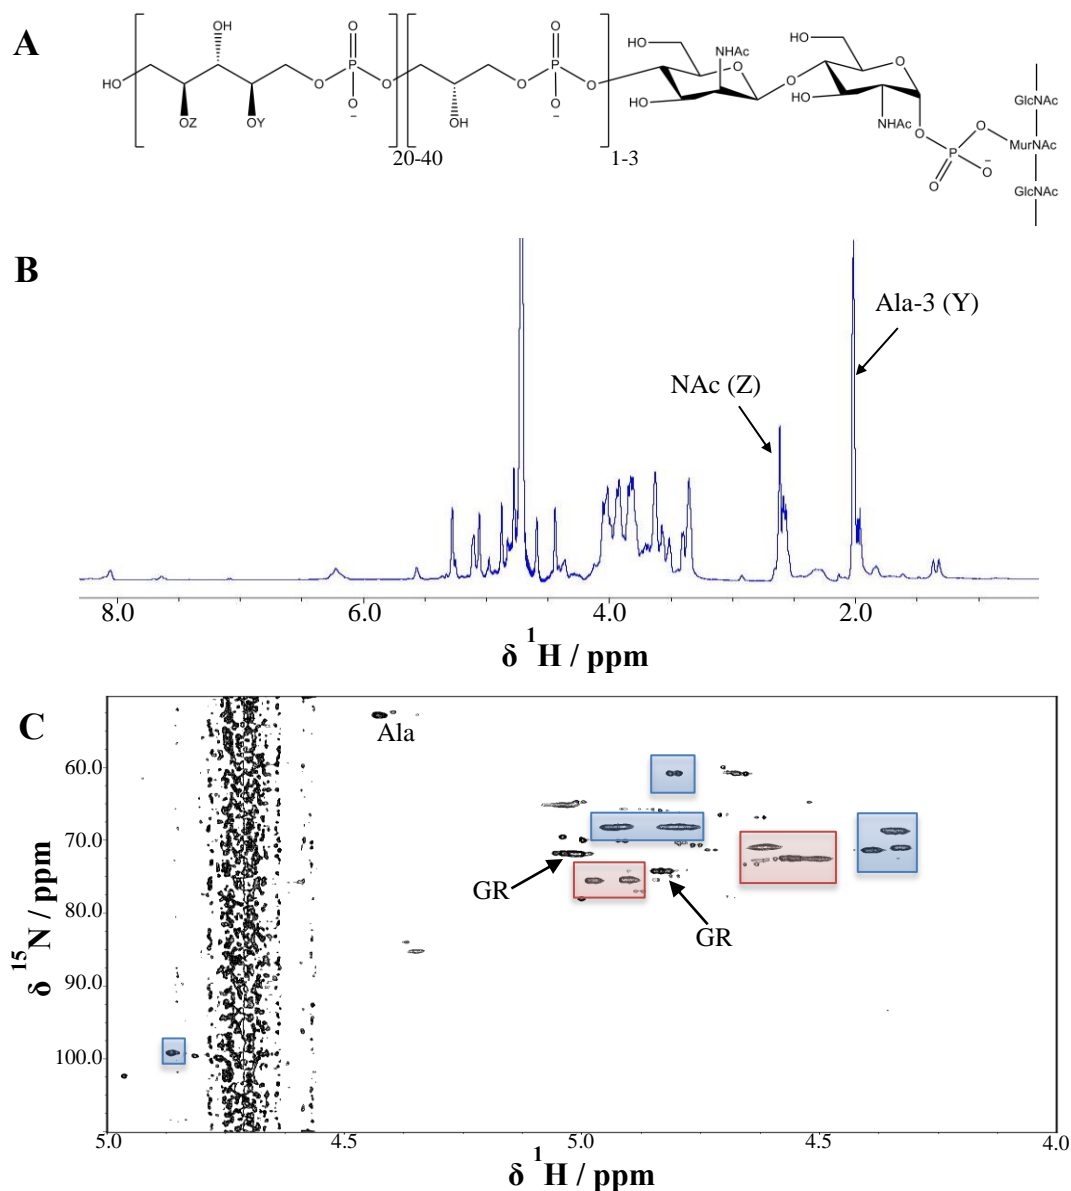 A
OH
O
O
HO
P
O
O
O⁻
OZ
OY
20-40
O
P
O
O
O⁻
OH
1-3
HO
NHAc
O
HO
O
HO
O
HO
NHAc
O
P
O
O
O⁻
GlcNAc
MurNAc
GlcNAc
B
Ala-3 (Y)
NAc (Z)
8.0 6.0 4.0 2.0
δ ¹H / ppm
C
Ala
60.0
70.0
80.0
90.0
100.0
δ ¹⁵N / ppm
GR
GR
5.0 4.5 5.0 4.5 4.0
δ ¹H / ppm